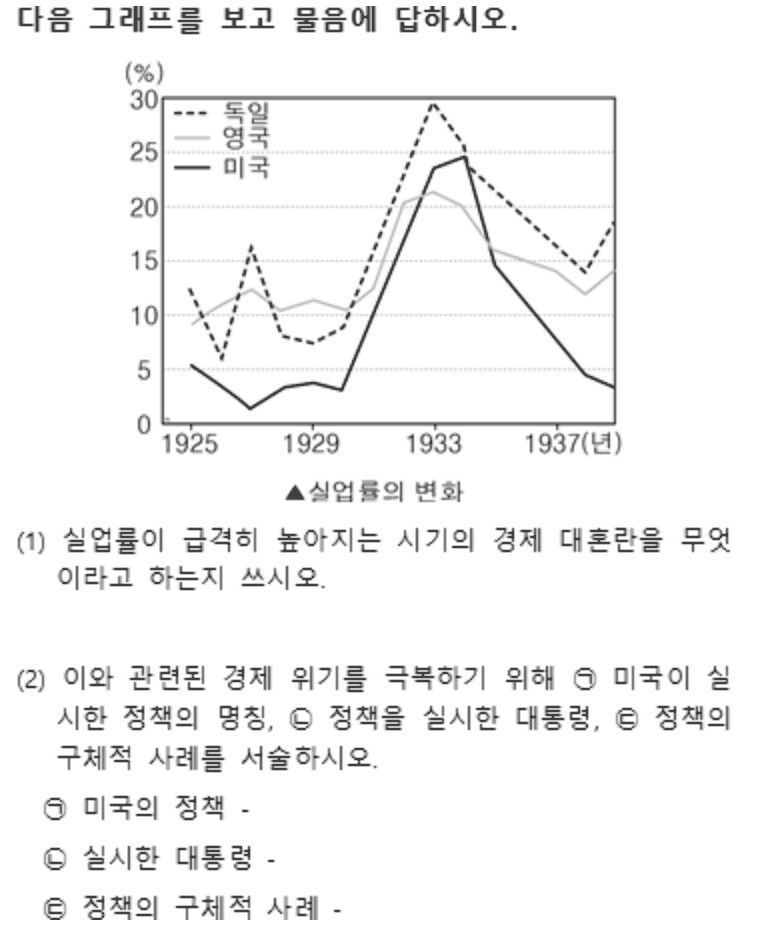 다음 그래프를 보고 물음에 답하시오.
(%)
30
25
20
15
10
5
0
독일
영국
미국
1925 1929 1933 1937(년)
▲실업률의 변화
(1) 실업률이 급격히 높아지는 시기의 경제 대혼란을 무엇
이라고 하는지 쓰시오.
(2) 이와 관련된 경제 위기를 극복하기 위해 ㉠ 미국이 실
시한 정책의 명칭, ㉡ 정책을 실시한 대통령, ㉢ 정책의
구체적 사례를 서술하시오.
㉠ 미국의 정책 -
㉡ 실시한 대통령 -
㉢ 정책의 구체적 사례 -